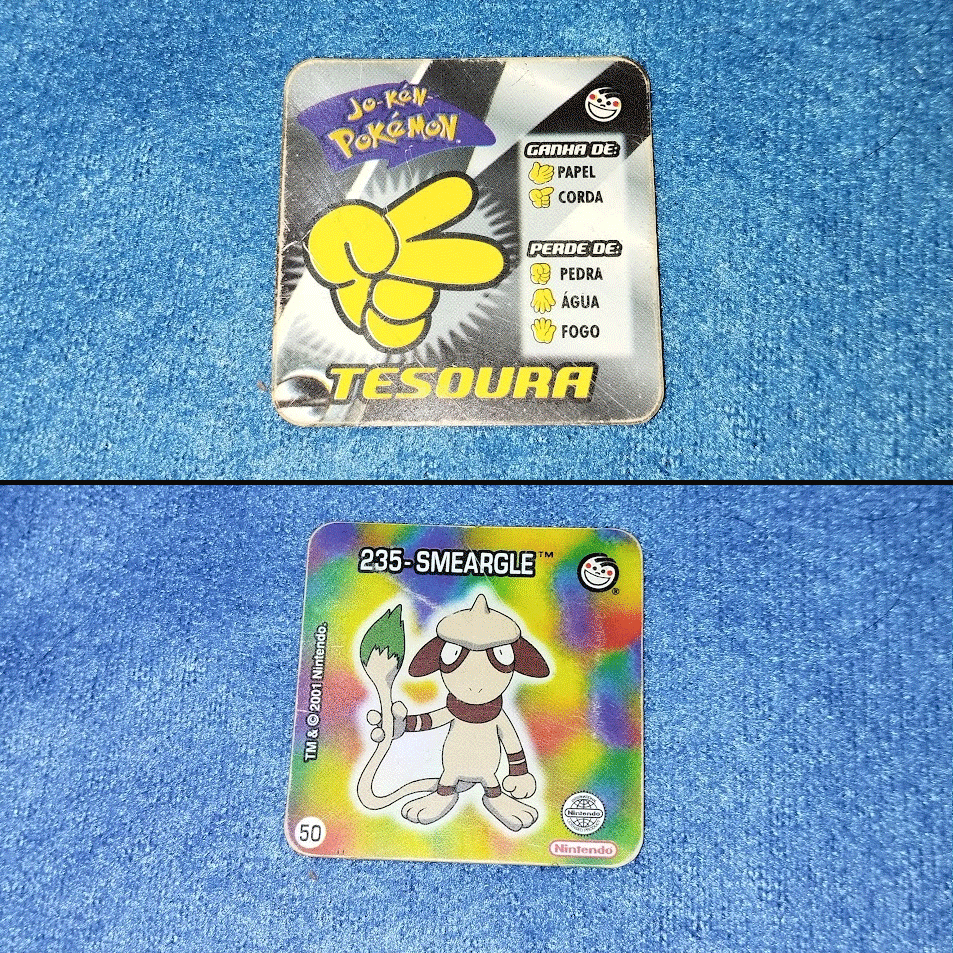 Jo-Kén-
Pokémon™
GANHA DE:
PAPEL
CORDA
PERDE DE:
PEDRA
ÁGUA
FOGO
TESOURA
235-SMEARGLE™
®
TM & © 2001 Nintendo.
Nintendo
50
Nintendo